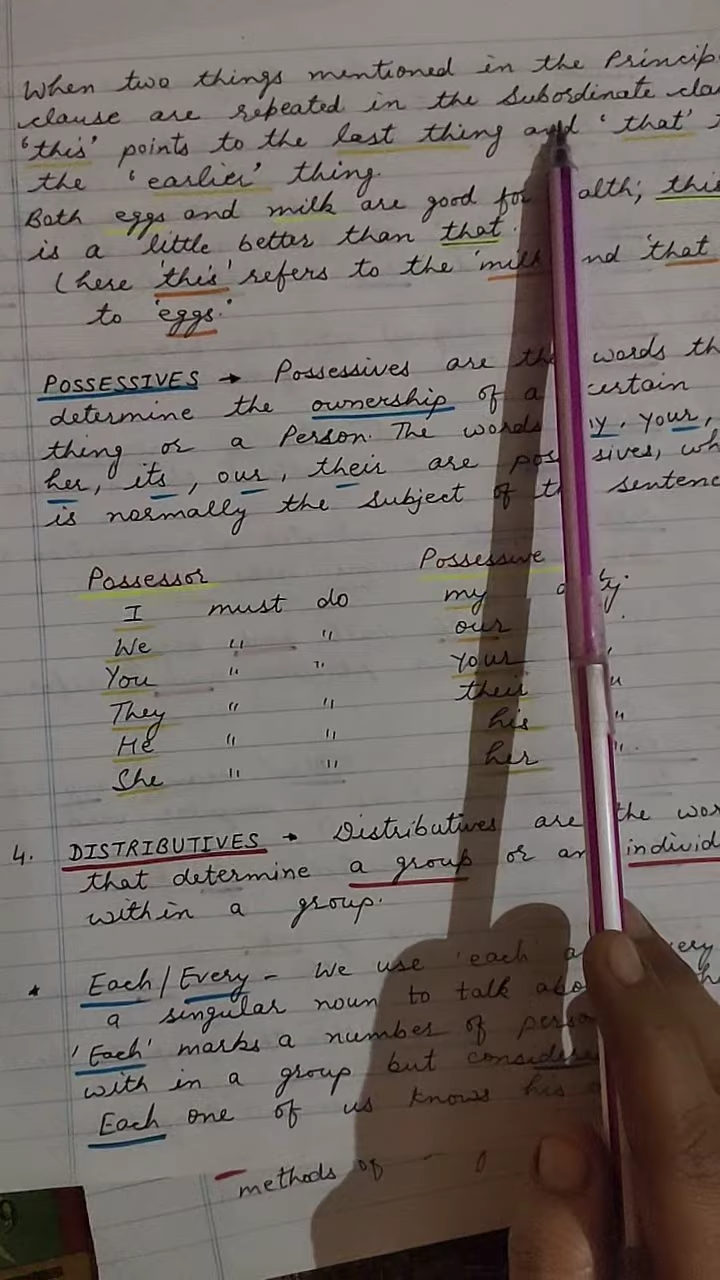 When two things mentioned in the Princip
clause are repeated in the Subordinate cla
'this' points to the last thing and 'that' t
the 'earlier' thing.
Both eggs and milk are good for alth; this
is a little better than that.
(here 'this' refers to the 'milk nd 'that
to 'eggs.'
POSSESSIVES → Possessives are the words th
determine the ownership of a certain
thing or a Person. The words y, your,
her, its, our, their are pos sives, wh
is normally the subject of t sentenc
Possessor Possessive
I must do my
We " " our
You " " Your "
They " " their "
He " " his "
She " " her "
4. DISTRIBUTIVES → Distributives are the wor
that determine a group or an individ
within in a group.
* Each/Every - We use 'each' a very
a singular noun to talk abo
'Each' marks a number of perso
with in a group but considere
Each one of us knows his
methods of